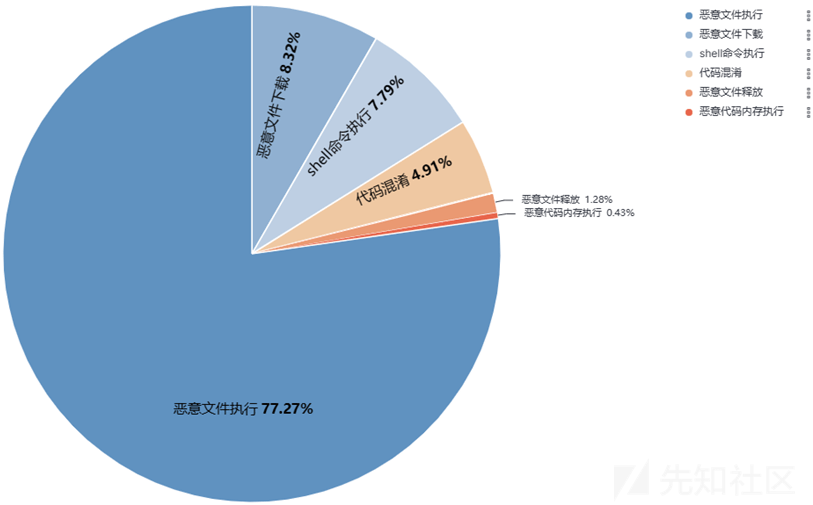 恶意文件执行
恶意文件下载
shell命令执行
代码混淆
恶意文件释放
恶意代码内存执行
恶意文件下载 8.32%
shell命令执行 7.79%
代码混淆 4.91%
恶意文件释放 1.28%
恶意代码内存执行 0.43%
恶意文件执行 77.27%
先知社区